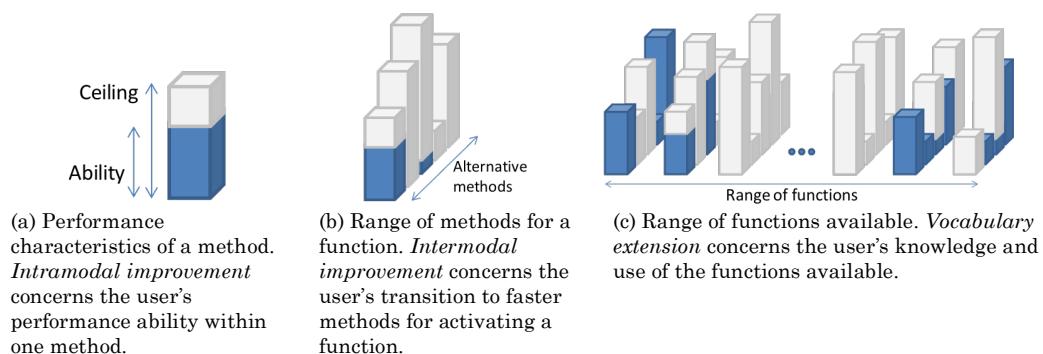 Ceiling
Ability
(a) Performance
characteristics of a method.
Intramodal improvement
concerns the user’s
performance ability within
one method.
Alternative
methods
(b) Range of methods for a
function. Intermodal
improvement concerns the
user’s transition to faster
methods for activating a
function.
Range of functions
(c) Range of functions available. Vocabulary
extension concerns the user’s knowledge and
use of the functions available.